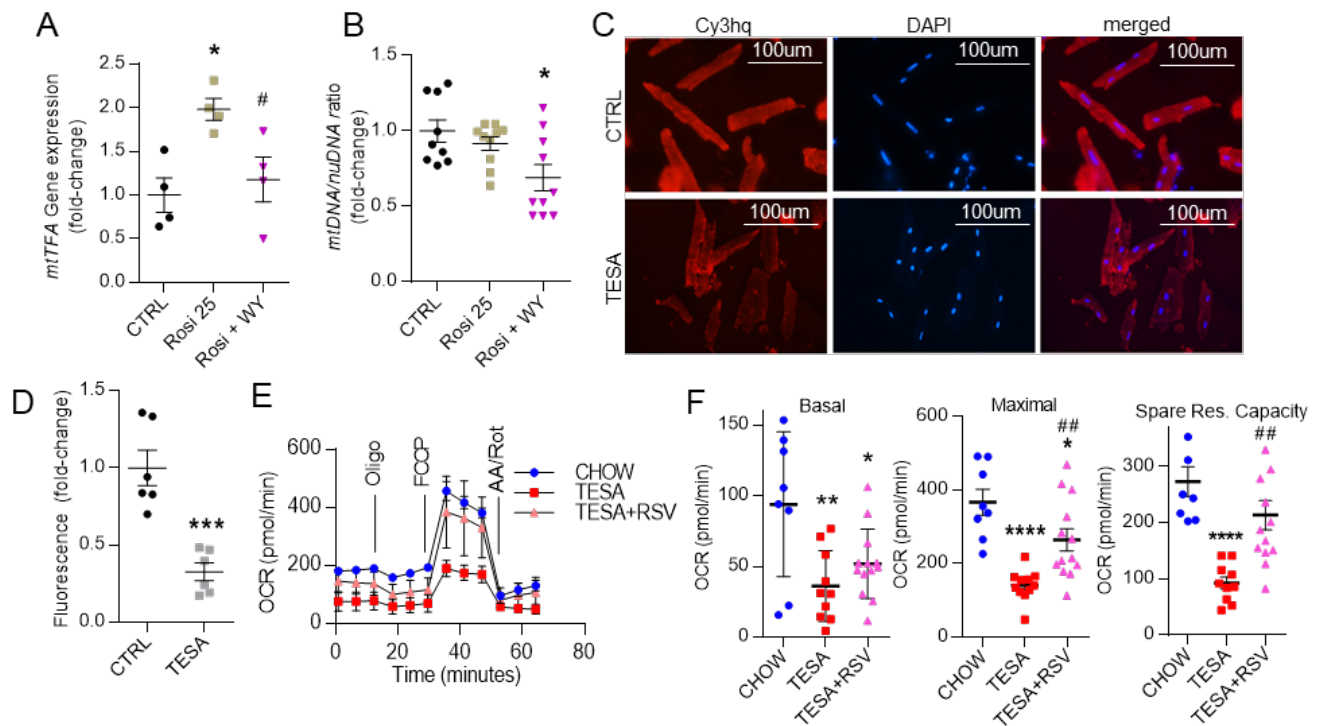 A
mtTFA Gene expression
(fold-change)
2.5
2.0
1.5
1.0
0.5
0.0
*
#
CTRL
Rosi 25
Rosi + WY
B
mtDNA/nuDNA ratio
(fold-change)
1.5
1.0
0.5
0.0
*
CTRL
Rosi 25
Rosi + WY
C
Cy3hq
DAPI
merged
CTRL
100um
100um
100um
TESA
100um
100um
100um
D
Fluorescence (fold-change)
1.5
1.0
0.5
0.0
***
CTRL
TESA
E
OCR (pmol/min)
600
400
200
0
Oligo
FCCP
AA/Rot
CHOW
TESA
TESA+RSV
0
20
40
60
80
Time (minutes)
F
Basal
OCR (pmol/min)
150
100
50
0
**
*
CHOW
TESA
TESA+RSV
Maximal
OCR (pmol/min)
600
400
200
0
****
##
*
CHOW
TESA
TESA+RSV
Spare Res. Capacity
OCR (pmol/min)
300
200
100
0
****
##
CHOW
TESA
TESA+RSV